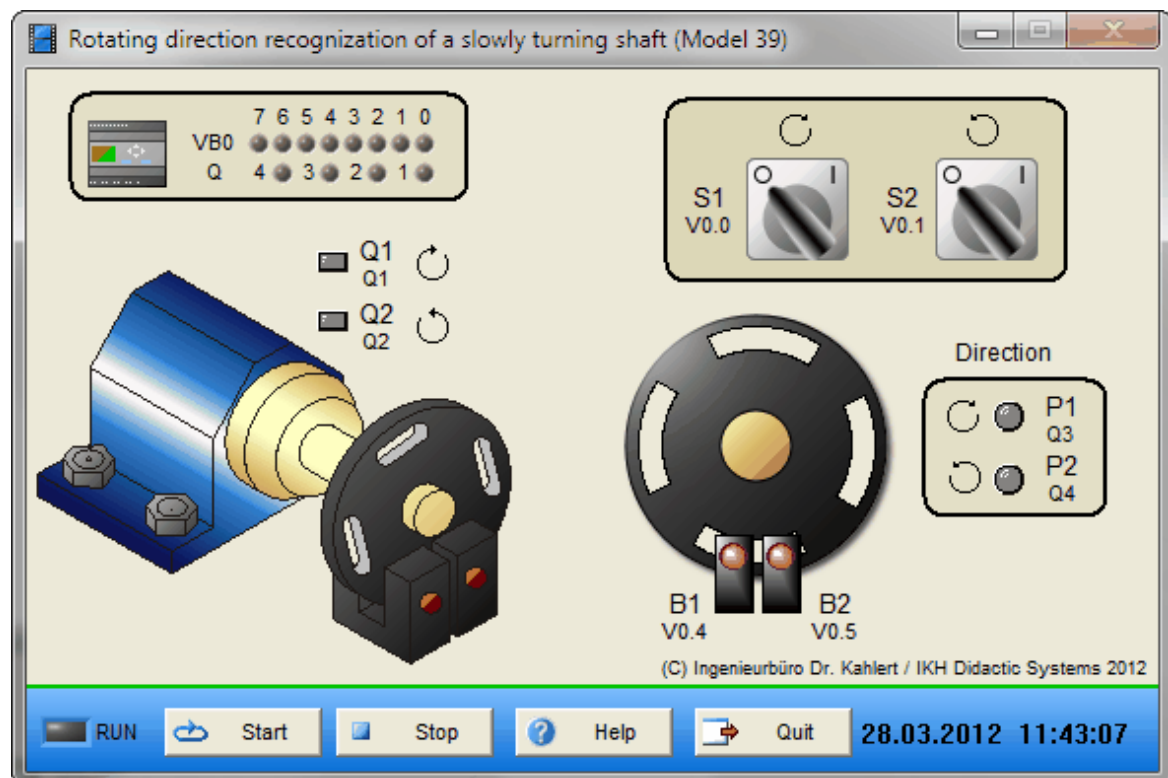 Rotating direction recognization of a slowly turning shaft (Model 39)
7 6 5 4 3 2 1 0
VB0
Q 4 3 2 1
S1
V0.0
O I
S2
V0.1
O I
Q1
Q1
Q2
Q2
Direction
P1
Q3
P2
Q4
B1
V0.4
B2
V0.5
(C) Ingenieurbüro Dr. Kahlert / IKH Didactic Systems 2012
RUN
Start
Stop
Help
Quit
28.03.2012 11:43:07